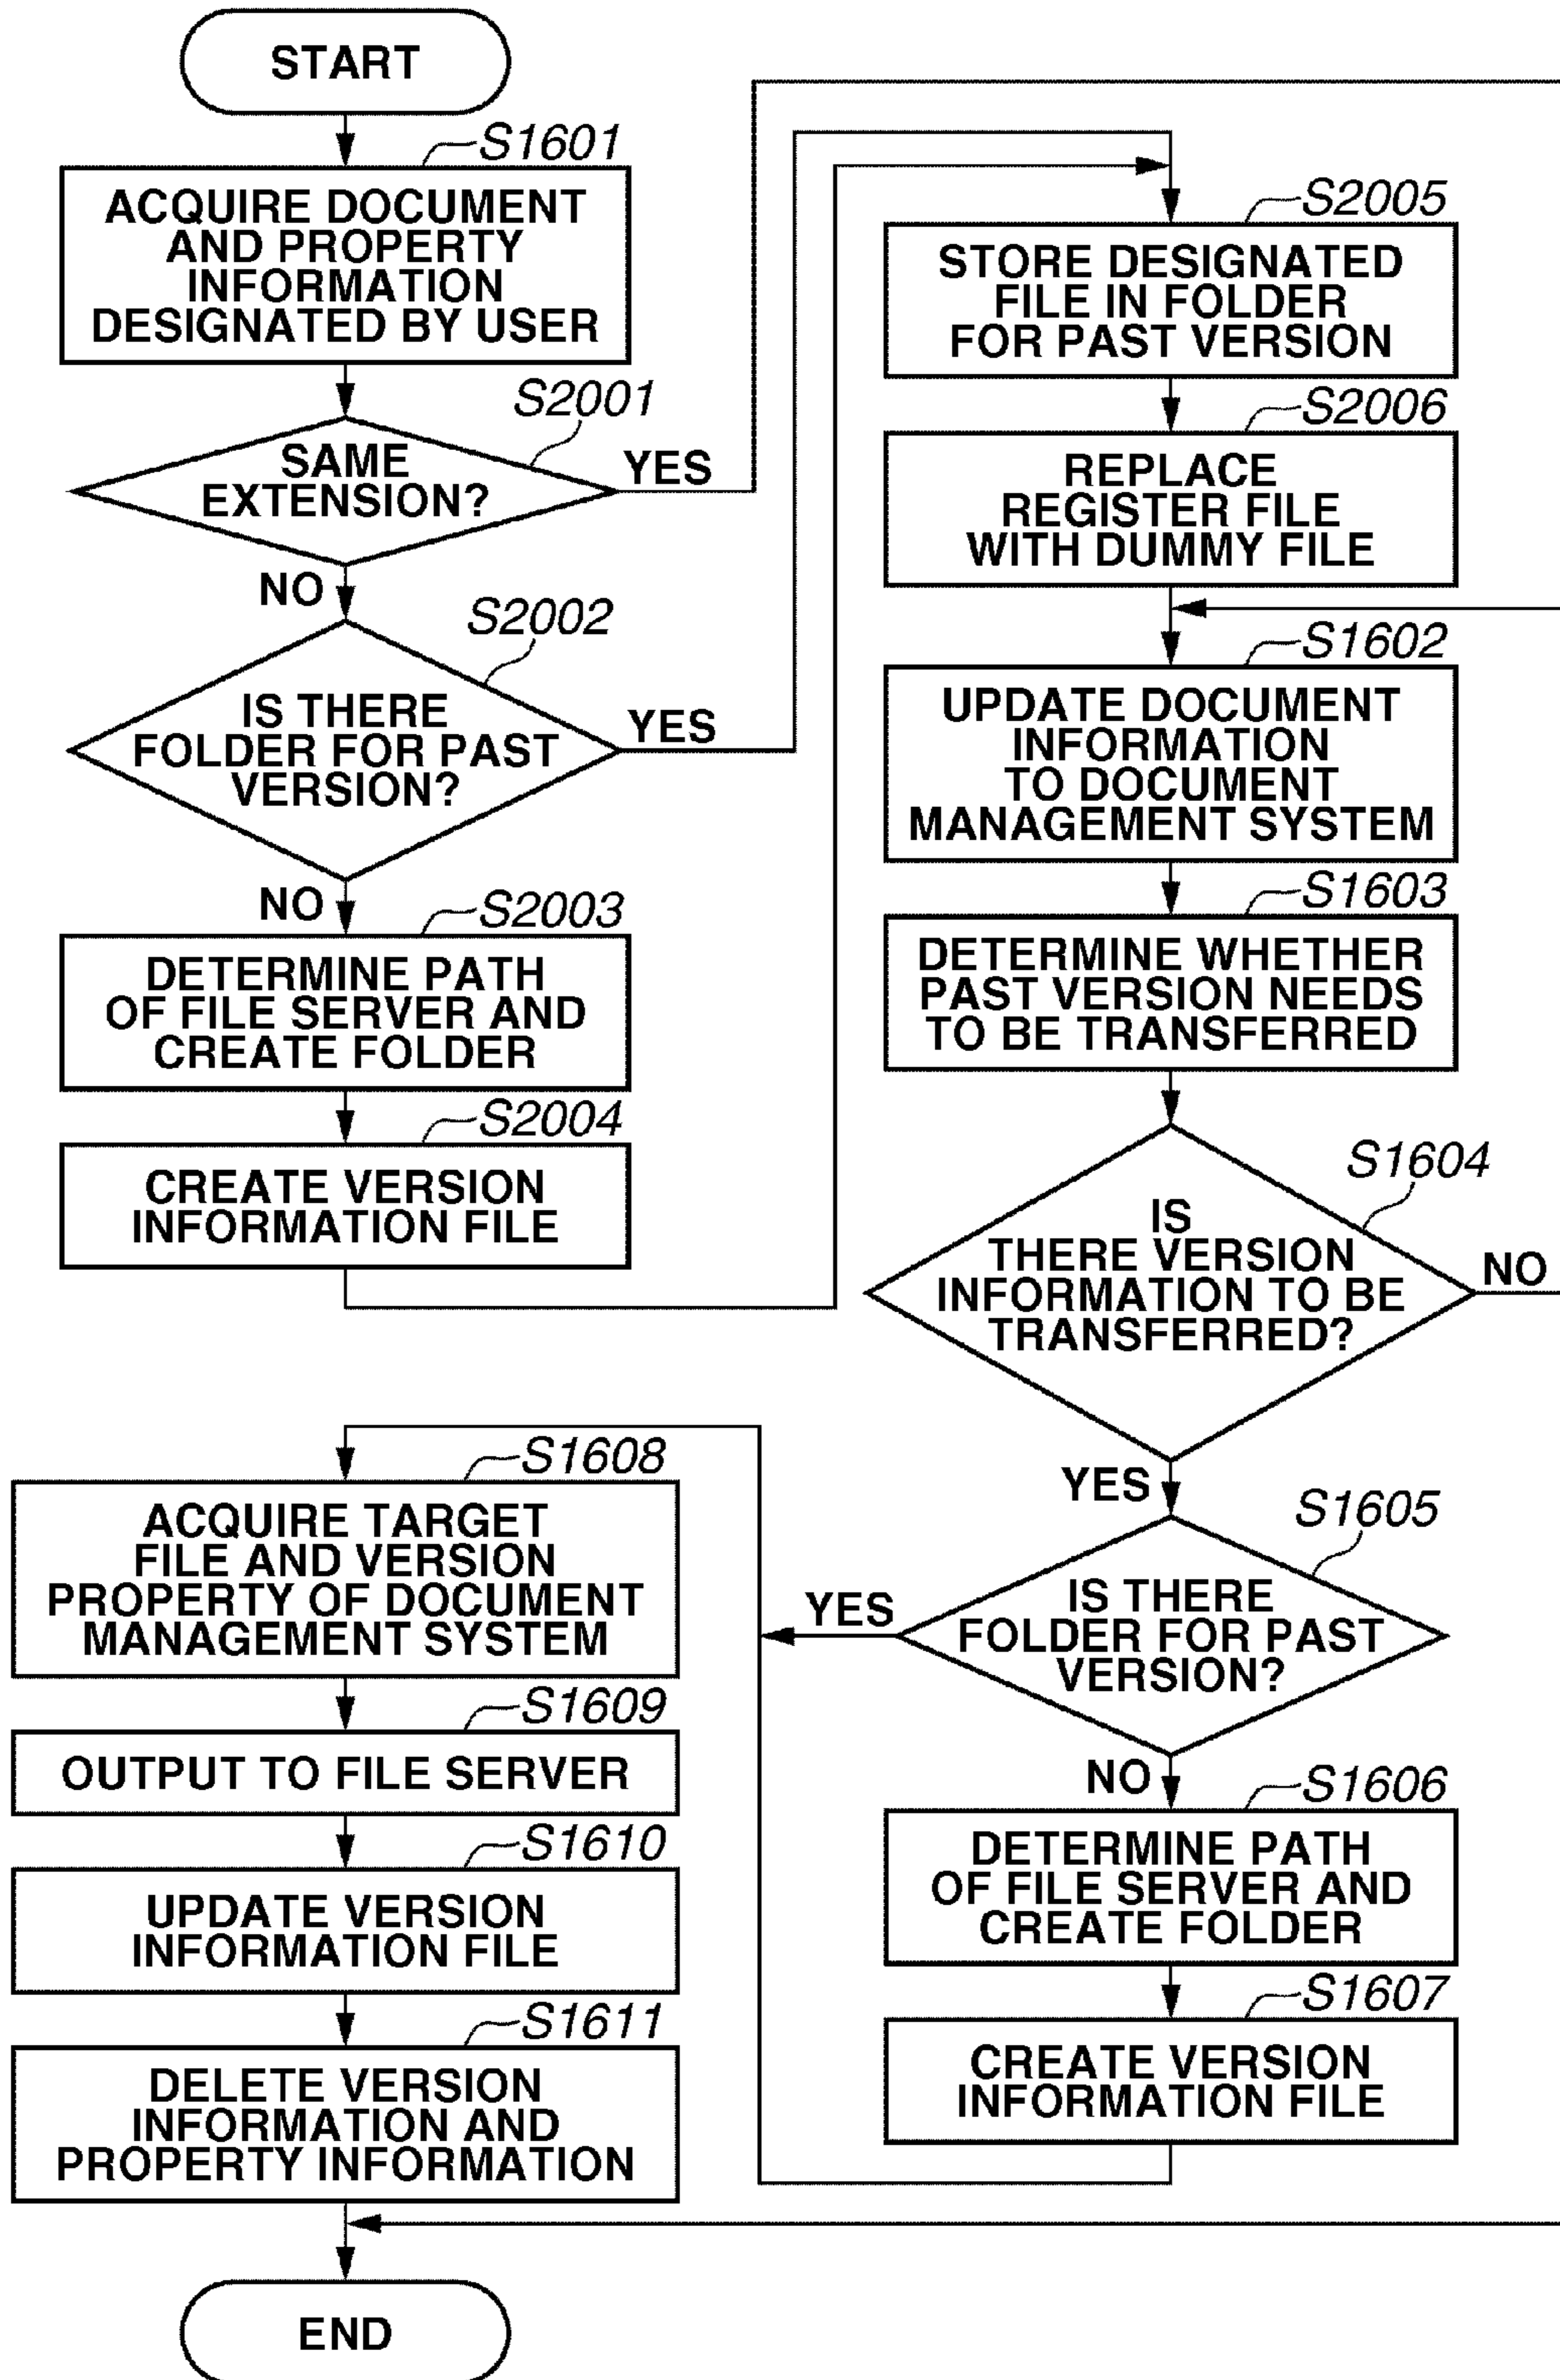 START
S1601
ACQUIRE DOCUMENT
AND PROPERTY
INFORMATION
DESIGNATED BY USER
S2001
SAME
EXTENSION?
YES
NO
S2002
IS THERE
FOLDER FOR PAST
VERSION?
YES
NO
S2003
DETERMINE PATH
OF FILE SERVER AND
CREATE FOLDER
S2004
CREATE VERSION
INFORMATION FILE
S2005
STORE DESIGNATED
FILE IN FOLDER
FOR PAST VERSION
S2006
REPLACE
REGISTER FILE
WITH DUMMY FILE
S1602
UPDATE DOCUMENT
INFORMATION
TO DOCUMENT
MANAGEMENT SYSTEM
S1603
DETERMINE WHETHER
PAST VERSION NEEDS
TO BE TRANSFERRED
S1604
IS
THERE VERSION
INFORMATION TO BE
TRANSFERRED?
NO
YES
S1605
IS THERE
FOLDER FOR PAST
VERSION?
YES
NO
S1606
DETERMINE PATH
OF FILE SERVER AND
CREATE FOLDER
S1607
CREATE VERSION
INFORMATION FILE
S1608
ACQUIRE TARGET
FILE AND VERSION
PROPERTY OF DOCUMENT
MANAGEMENT SYSTEM
S1609
OUTPUT TO FILE SERVER
S1610
UPDATE VERSION
INFORMATION FILE
S1611
DELETE VERSION
INFORMATION AND
PROPERTY INFORMATION
END